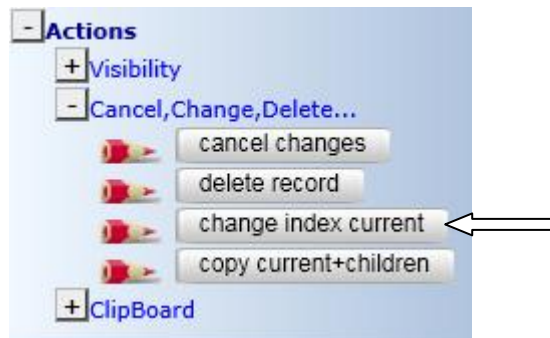 - Actions
+ Visibility
- Cancel,Change,Delete...
cancel changes
delete record
change index current
copy current+children
+ ClipBoard